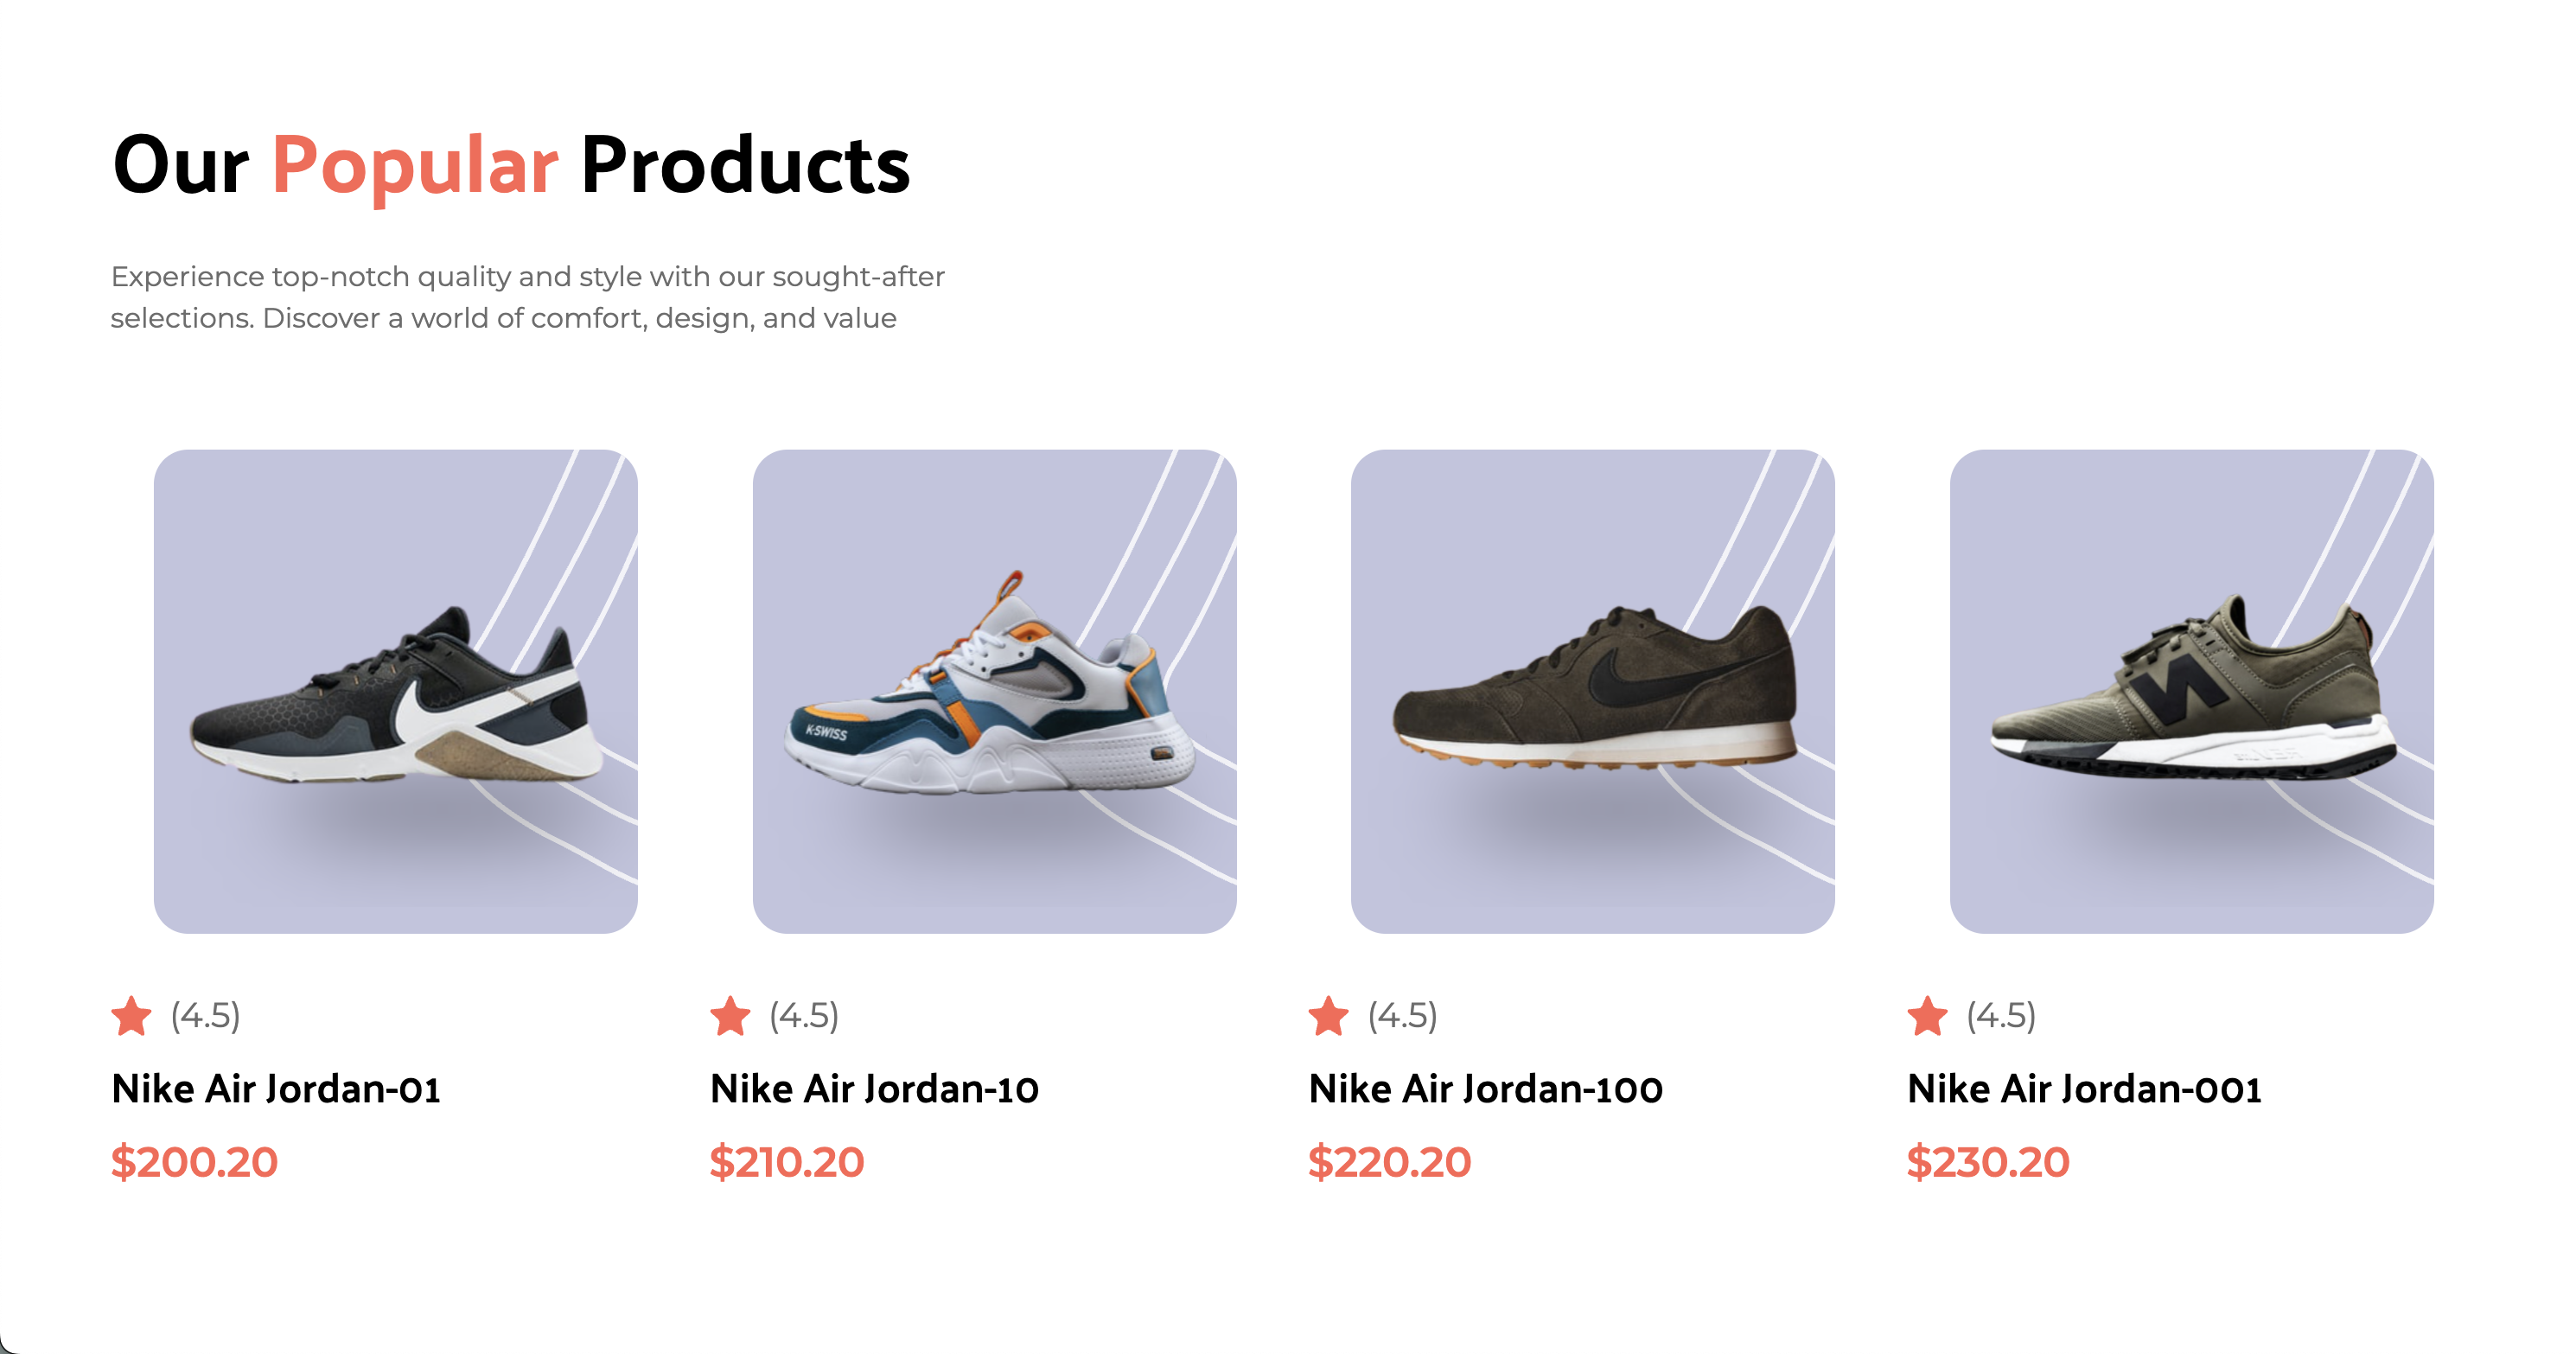 Our Popular Products
Experience top-notch quality and style with our sought-after
selections. Discover a world of comfort, design, and value
K·SWISS
N
(4.5)
(4.5)
(4.5)
(4.5)
Nike Air Jordan-01
Nike Air Jordan-10
Nike Air Jordan-100
Nike Air Jordan-001
$200.20
$210.20
$220.20
$230.20